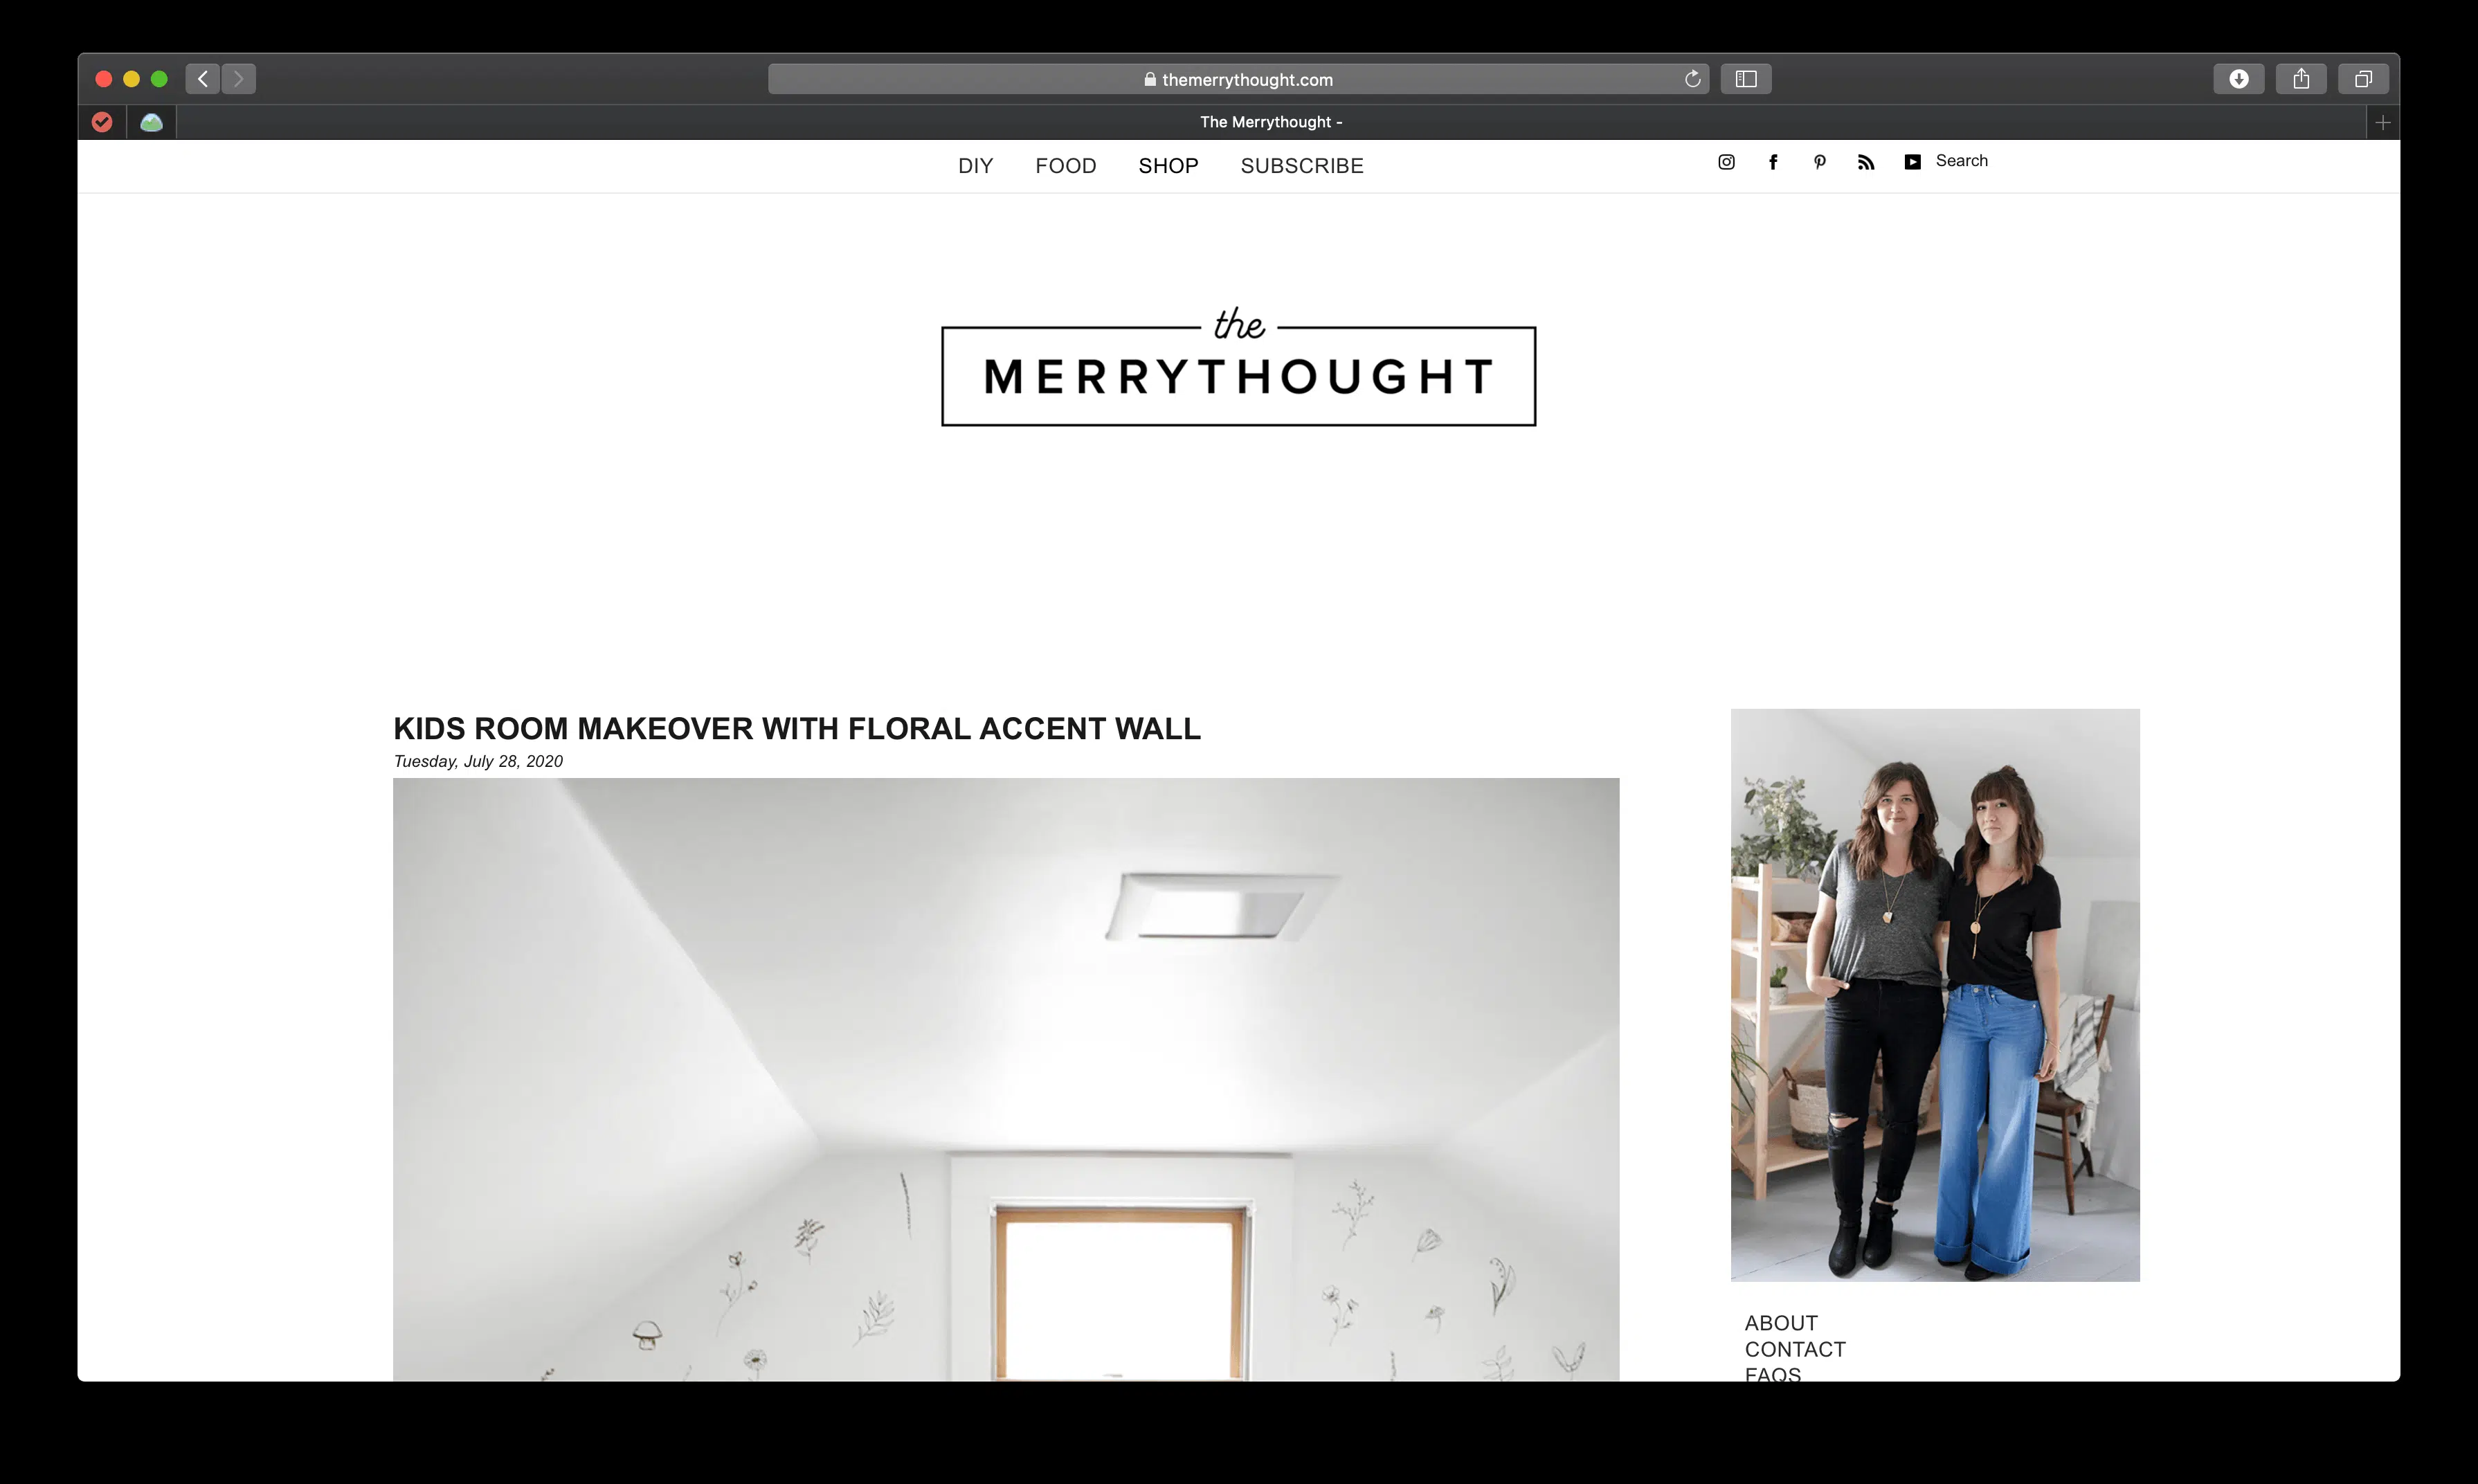 themerrythought.com
The Merrythought -
DIY FOOD SHOP SUBSCRIBE Search
the
MERRYTHOUGHT
KIDS ROOM MAKEOVER WITH FLORAL ACCENT WALL
Tuesday, July 28, 2020
ABOUT
CONTACT
FAQS